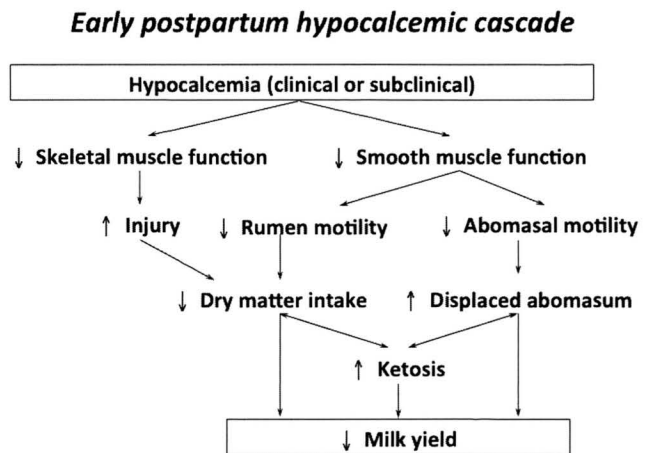 Early postpartum hypocalcemic cascade
Hypocalcemia (clinical or subclinical)
↓ Skeletal muscle function ↓ Smooth muscle function
↑ Injury ↓ Rumen motility ↓ Abomasal motility
↓ Dry matter intake ↑ Displaced abomasum
↑ Ketosis
↓ Milk yield